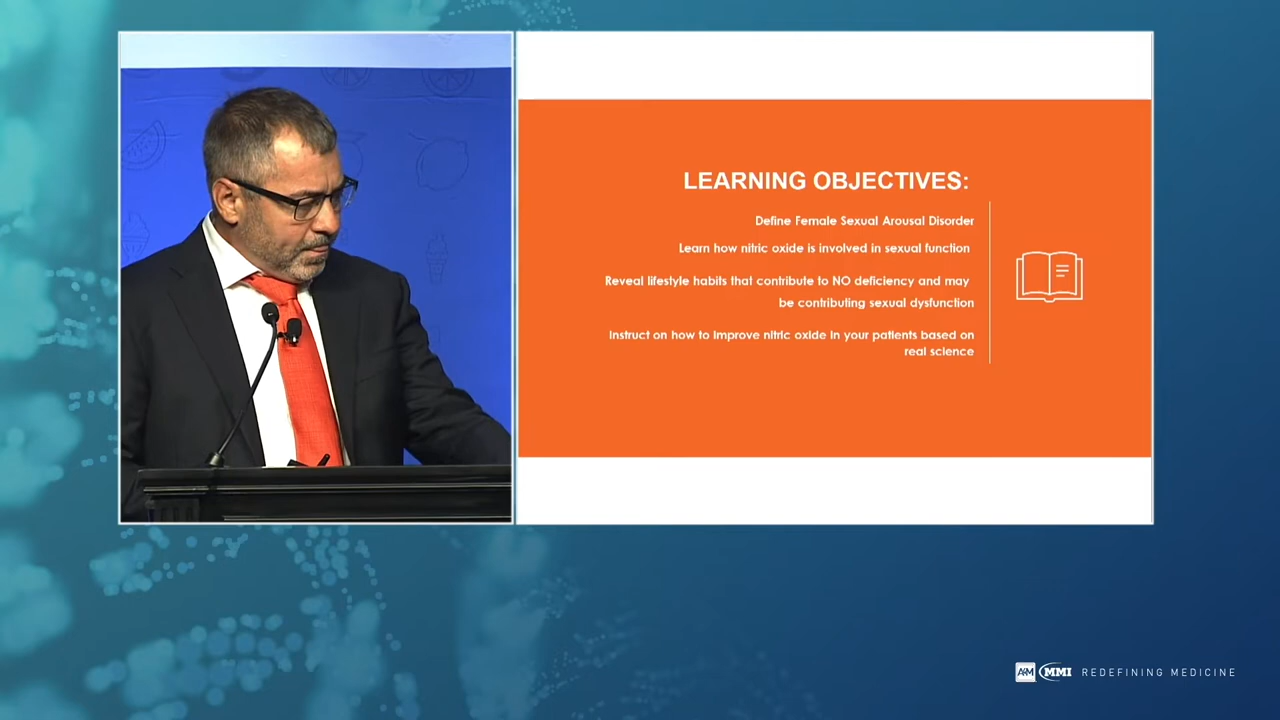 LEARNING OBJECTIVES:
Define Female Sexual Arousal Disorder
Learn how nitric oxide is involved in sexual function
Reveal lifestyle habits that contribute to NO deficiency and may
be contributing sexual dysfunction
Instruct on how to improve nitric oxide in your patients based on
real science
A4M MMI REDEFINING MEDICINE